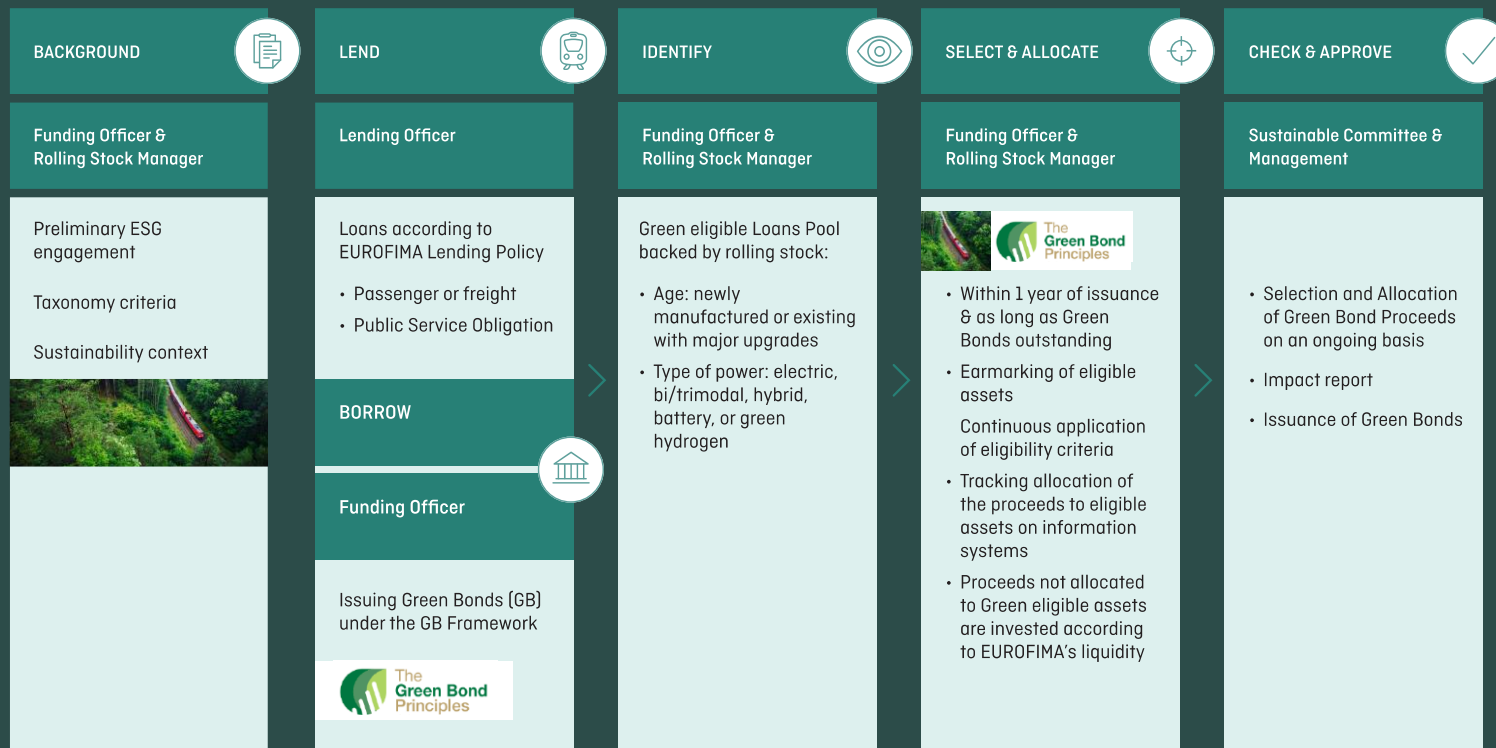 BACKGROUND
Funding Officer &
Rolling Stock Manager
Preliminary ESG
engagement
Taxonomy criteria
Sustainability context
LEND
Lending Officer
Loans according to
EUROFIMA Lending Policy
• Passenger or freight
• Public Service Obligation
BORROW
Funding Officer
Issuing Green Bonds (GB)
under the GB Framework
The
Green Bond
Principles
IDENTIFY
Funding Officer &
Rolling Stock Manager
Green eligible Loans Pool
backed by rolling stock:
• Age: newly
manufactured or existing
with major upgrades
• Type of power: electric,
bi/trimodal, hybrid,
battery, or green
hydrogen
SELECT & ALLOCATE
Funding Officer &
Rolling Stock Manager
The
Green Bond
Principles
• Within 1 year of issuance
& as long as Green
Bonds outstanding
• Earmarking of eligible
assets
Continuous application
of eligibility criteria
• Tracking allocation of
the proceeds to eligible
assets on information
systems
• Proceeds not allocated
to Green eligible assets
are invested according
to EUROFIMA's liquidity
CHECK & APPROVE
Sustainable Committee &
Management
• Selection and Allocation
of Green Bond Proceeds
on an ongoing basis
• Impact report
• Issuance of Green Bonds